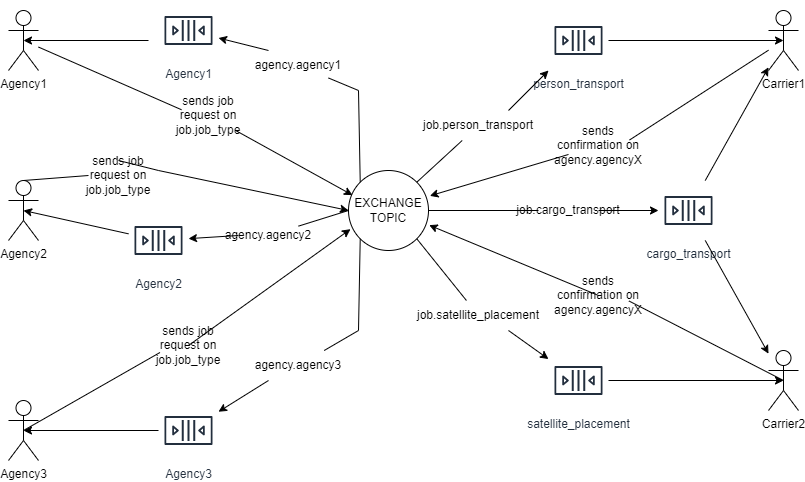 Agency1
Agency1
agency.agency1
sends job
request on
job.job_type
person_transport
Carrier1
job.person_transport
sends
confirmation on
agency.agencyX
sends job
request on
job.job_type
EXCHANGE
TOPIC
job.cargo_transport
Agency2
Agency2
agency.agency2
cargo_transport
sends
confirmation on
agency.agencyX
job.satellite_placement
sends job
request on
job.job_type
agency.agency3
satellite_placement
Carrier2
Agency3
Agency3